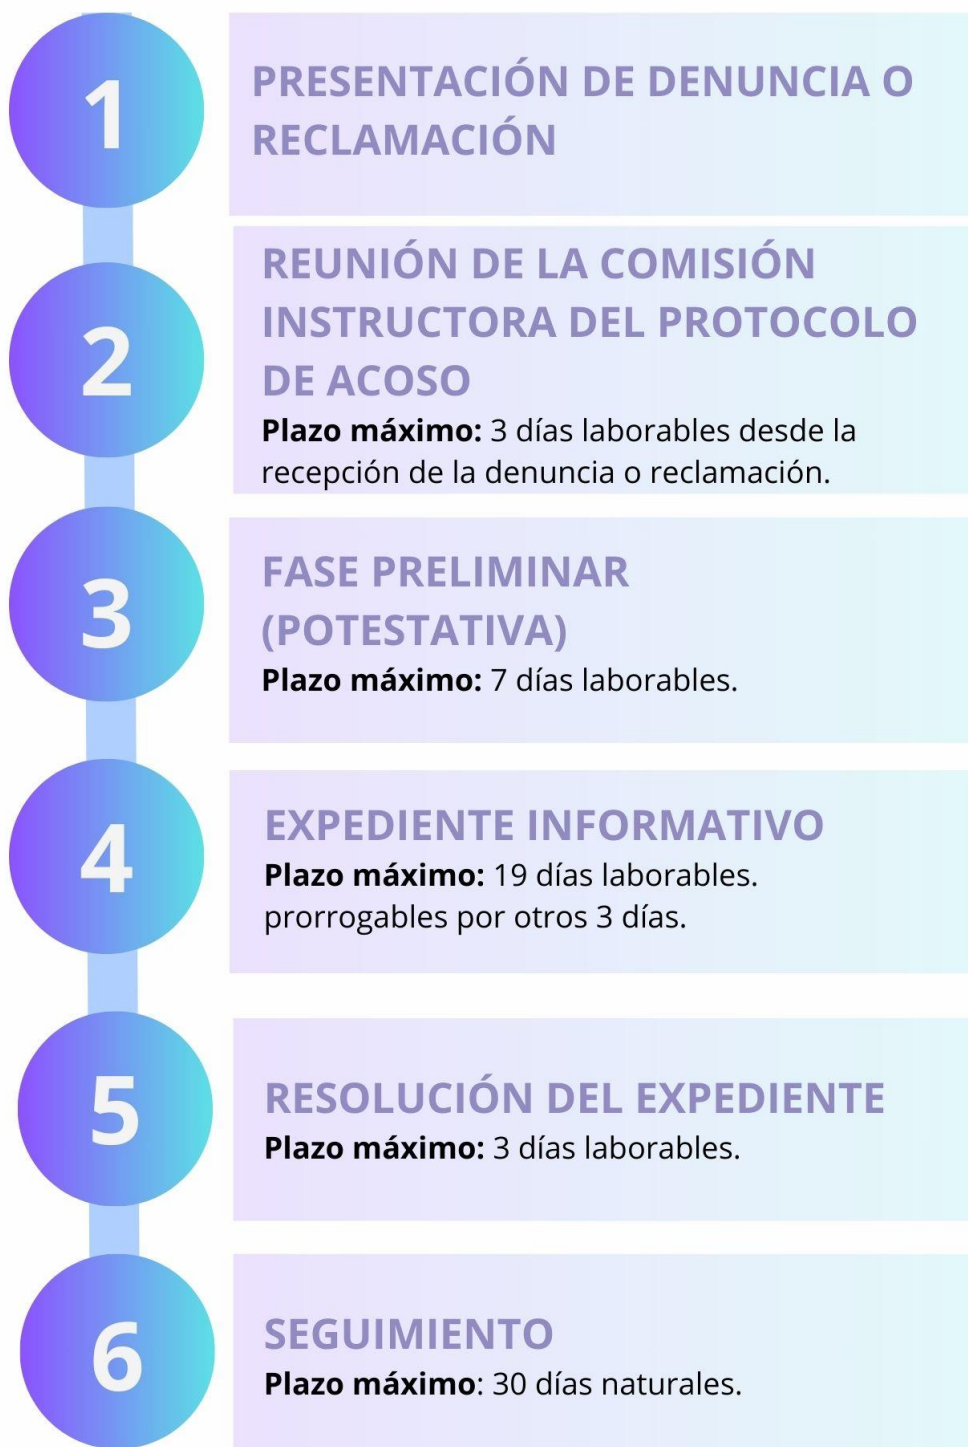 1
PRESENTACIÓN DE DENUNCIA O
RECLAMACIÓN
2
REUNIÓN DE LA COMISIÓN
INSTRUCTORA DEL PROTOCOLO
DE ACOSO
Plazo máximo: 3 días laborables desde la
recepción de la denuncia o reclamación.
3
FASE PRELIMINAR
(POTESTATIVA)
Plazo máximo: 7 días laborables.
4
EXPEDIENTE INFORMATIVO
Plazo máximo: 19 días laborables.
prorrogables por otros 3 días.
5
RESOLUCIÓN DEL EXPEDIENTE
Plazo máximo: 3 días laborables.
6
SEGUIMIENTO
Plazo máximo: 30 días naturales.